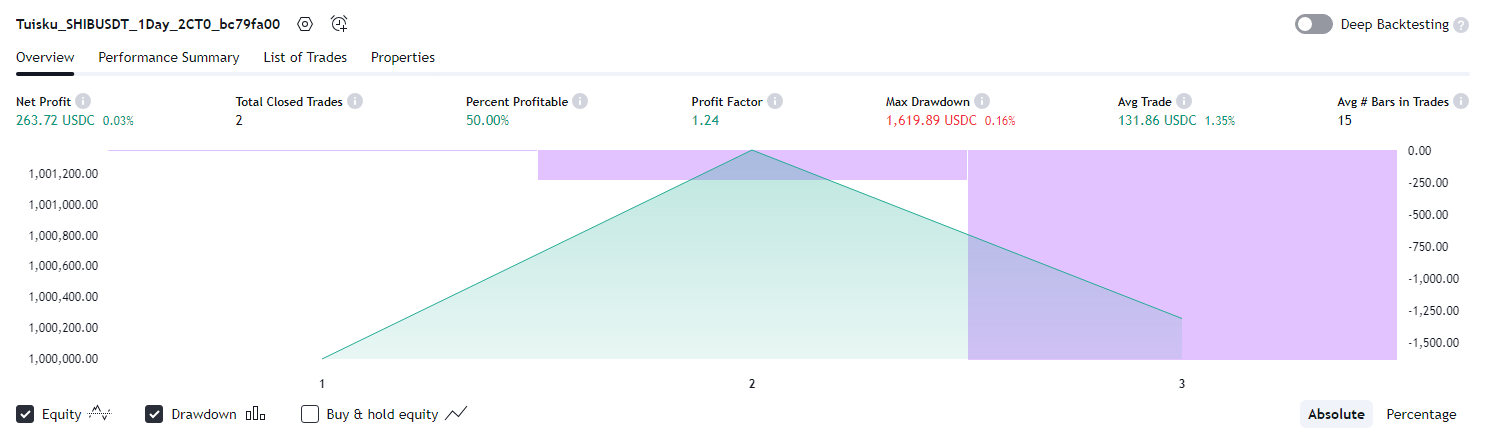 Tuisku_SHIBUSDT_1Day_2CT0_bc79fa00
Deep Backtesting ?
Overview Performance Summary List of Trades Properties
Net Profit Total Closed Trades Percent Profitable Profit Factor Max Drawdown Avg Trade Avg # Bars in Trades
263.72 USDC 0.03% 2 50.00% 1.24 1,619.89 USDC 0.16% 131.86 USDC 1.35% 15
0.00
1,001,200.00
-250.00
1,001,000.00
-500.00
1,000,800.00
-750.00
1,000,600.00
-1,000.00
1,000,400.00
-1,250.00
1,000,200.00
-1,500.00
1,000,000.00
1 2 3
Equity Drawdown Buy & hold equity Absolute Percentage